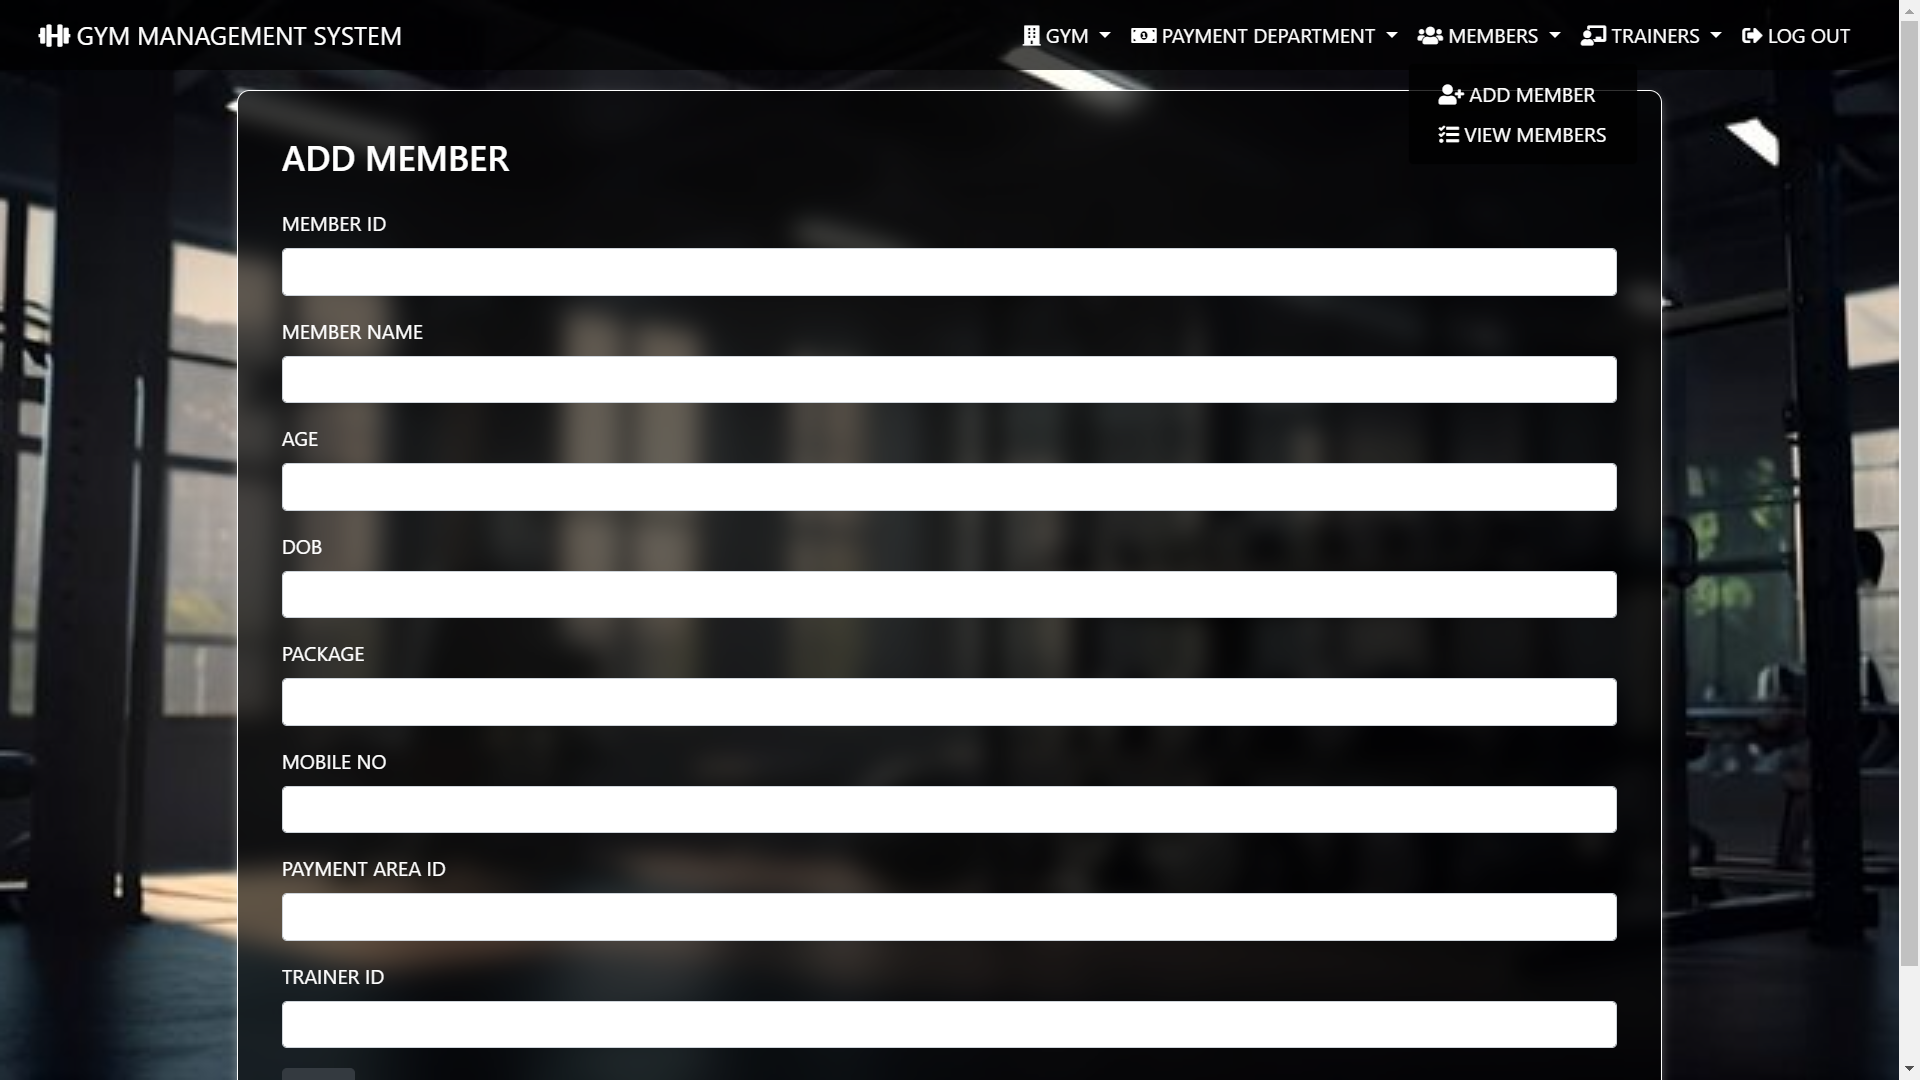 GYM MANAGEMENT SYSTEM
GYM
PAYMENT DEPARTMENT
MEMBERS
TRAINERS
LOG OUT
ADD MEMBER
VIEW MEMBERS
ADD MEMBER
MEMBER ID
MEMBER NAME
AGE
DOB
PACKAGE
MOBILE NO
PAYMENT AREA ID
TRAINER ID